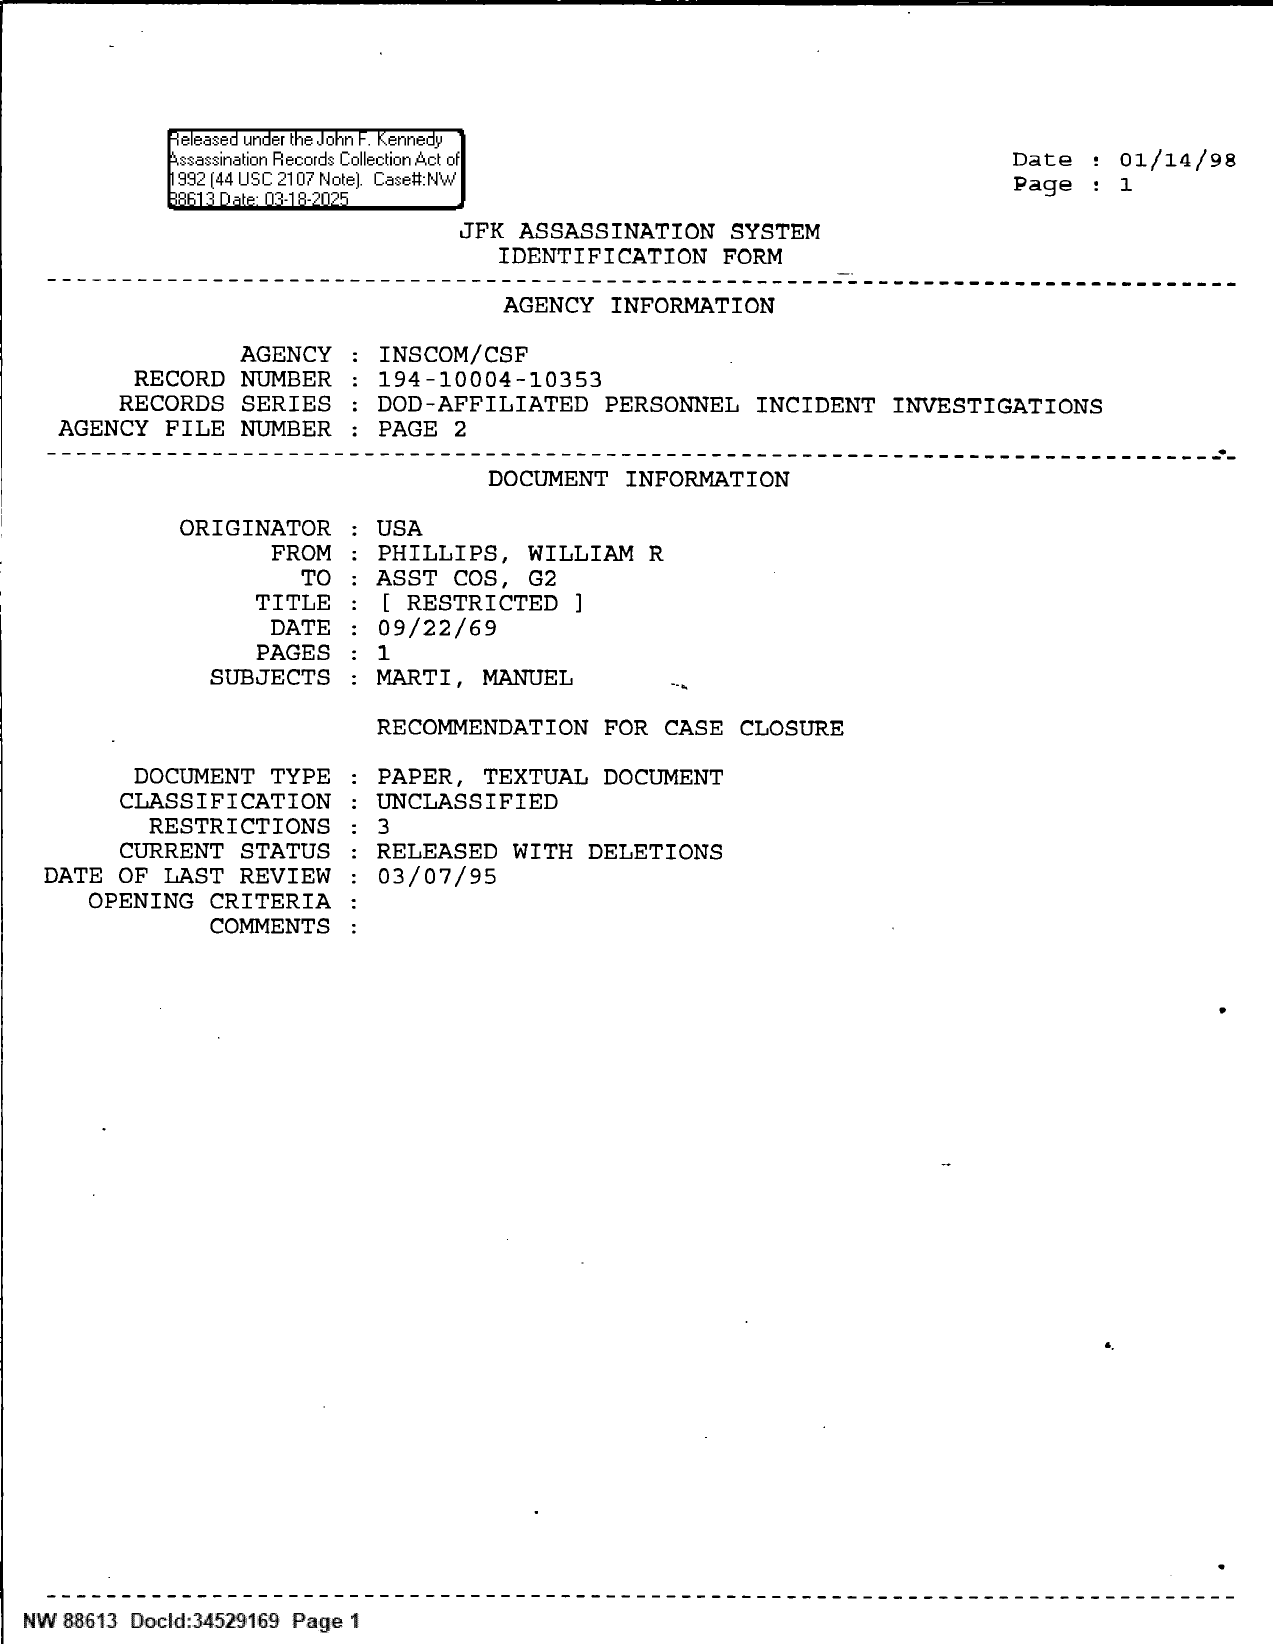 Released under the John F. Kennedy
Assassination Records Collection Act of
1992 (44 USC 2107 Note). Case#:NW
88613 Date: 03-18-2025
Date : 01/14/98
Page : 1
JFK ASSASSINATION SYSTEM
IDENTIFICATION FORM
AGENCY INFORMATION
AGENCY : INSCOM/CSF
RECORD NUMBER : 194-10004-10353
RECORDS SERIES : DOD-AFFILIATED PERSONNEL INCIDENT INVESTIGATIONS
AGENCY FILE NUMBER : PAGE 2
DOCUMENT INFORMATION
ORIGINATOR : USA
FROM : PHILLIPS, WILLIAM R
TO : ASST COS, G2
TITLE : [ RESTRICTED ]
DATE : 09/22/69
PAGES : 1
SUBJECTS : MARTI, MANUEL
RECOMMENDATION FOR CASE CLOSURE
DOCUMENT TYPE : PAPER, TEXTUAL DOCUMENT
CLASSIFICATION : UNCLASSIFIED
RESTRICTIONS : 3
CURRENT STATUS : RELEASED WITH DELETIONS
DATE OF LAST REVIEW : 03/07/95
OPENING CRITERIA :
COMMENTS :
NW 88613 DocId:34529169 Page 1